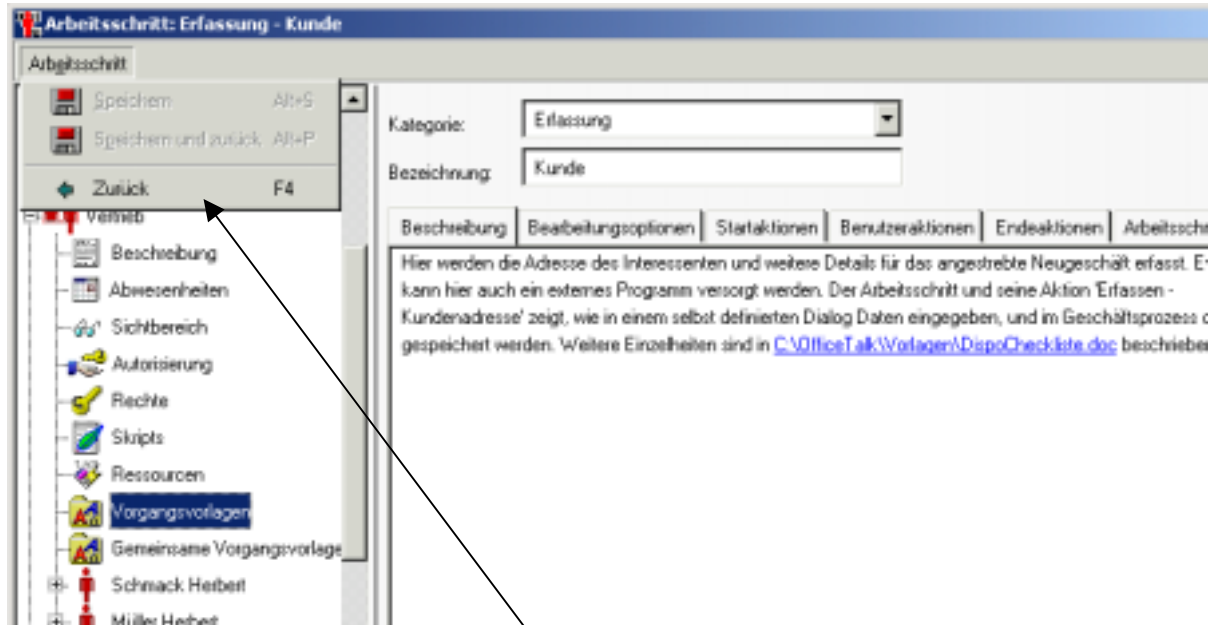 Arbeitsschritt: Erfassung - Kunde
Arbeitsschritt
Speichern Alt+S
Speichern und zurück Alt+P
Zurück F4
Vertrieb
Beschreibung
Abwesenheiten
Sichtbereich
Autorisierung
Rechte
Skripts
Ressourcen
Vorgangsvorlagen
Gemeinsame Vorgangsvorlage
Schmack Herbert
Müller Herbert
Kategorie: Erfassung
Bezeichnung: Kunde
Beschreibung Bearbeitungsoptionen Startaktionen Benutzeraktionen Endeaktionen Arbeitsschr
Hier werden die Adresse des Interessenten und weitere Details für das angestrebte Neugeschäft erfasst.
kann hier auch ein externes Programm versorgt werden. Der Arbeitsschritt und seine Aktion 'Erfassen -
Kundenadresse' zeigt, wie in einem selbst definierten Dialog Daten eingegeben, und im Geschäftsprozess
gespeichert werden. Weitere Einzelheiten sind in C:\OfficeTalk\Vorlagen\DispoCheckliste.doc beschrieben